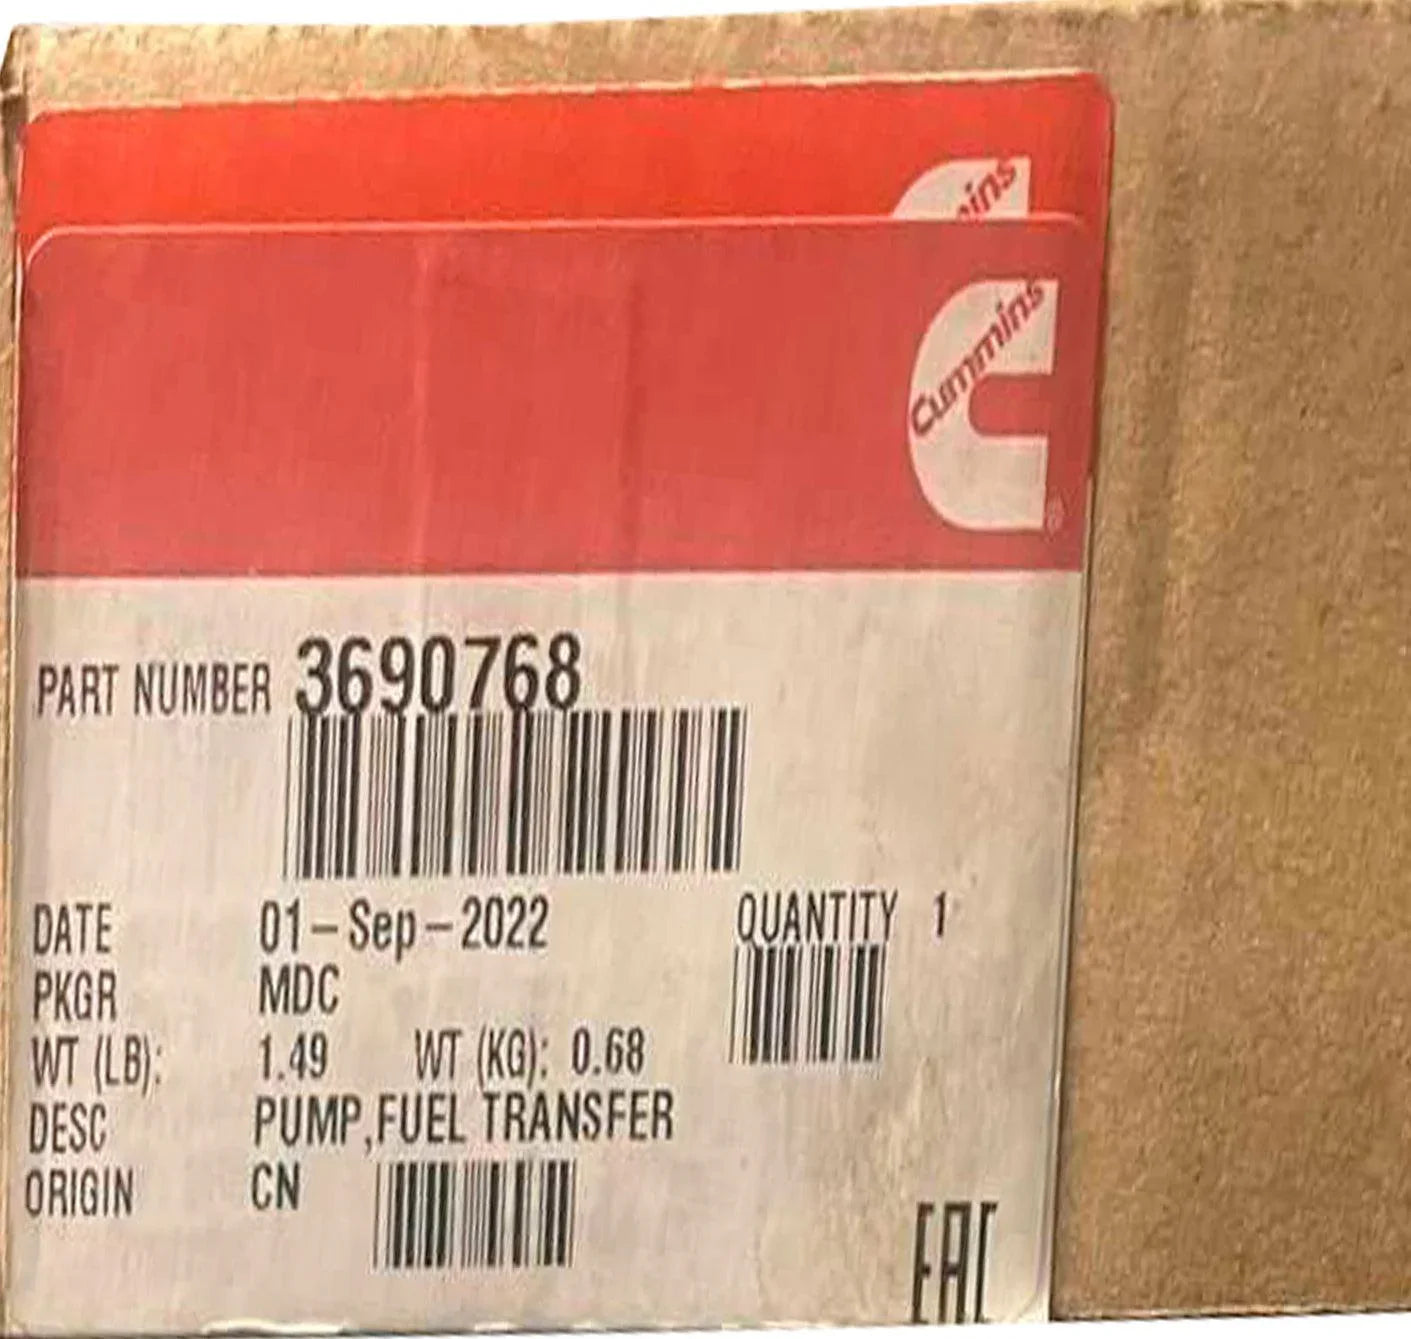 mins
Cummins
®
PART NUMBER 3690768
DATE 01-Sep-2022 QUANTITY 1
PKGR MDC
WT (LB): 1.49 WT (KG): 0.68
DESC PUMP,FUEL TRANSFER
ORIGIN CN
EAC